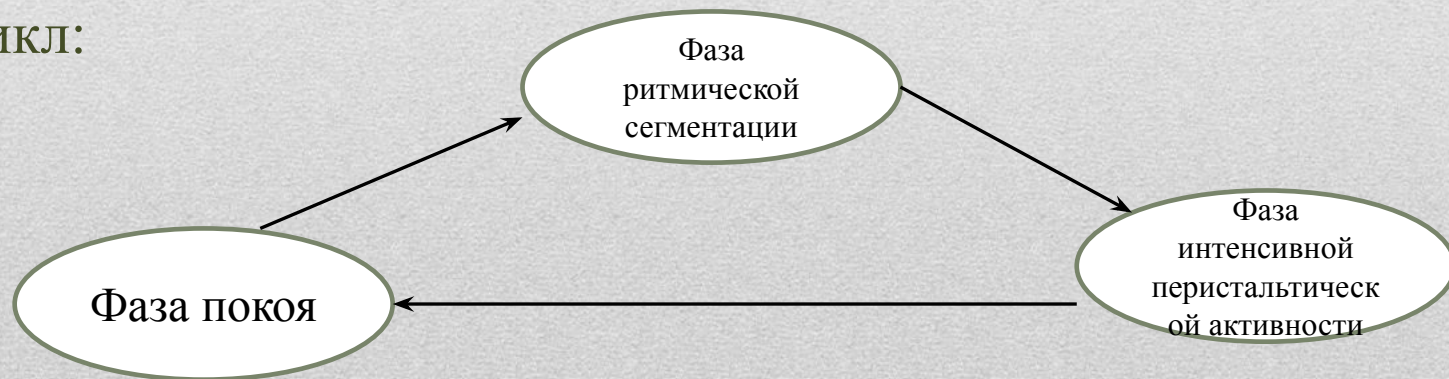 икл:
Фаза
ритмической
сегментации
Фаза
интенсивной
перистальтическ
ой активности
Фаза покоя